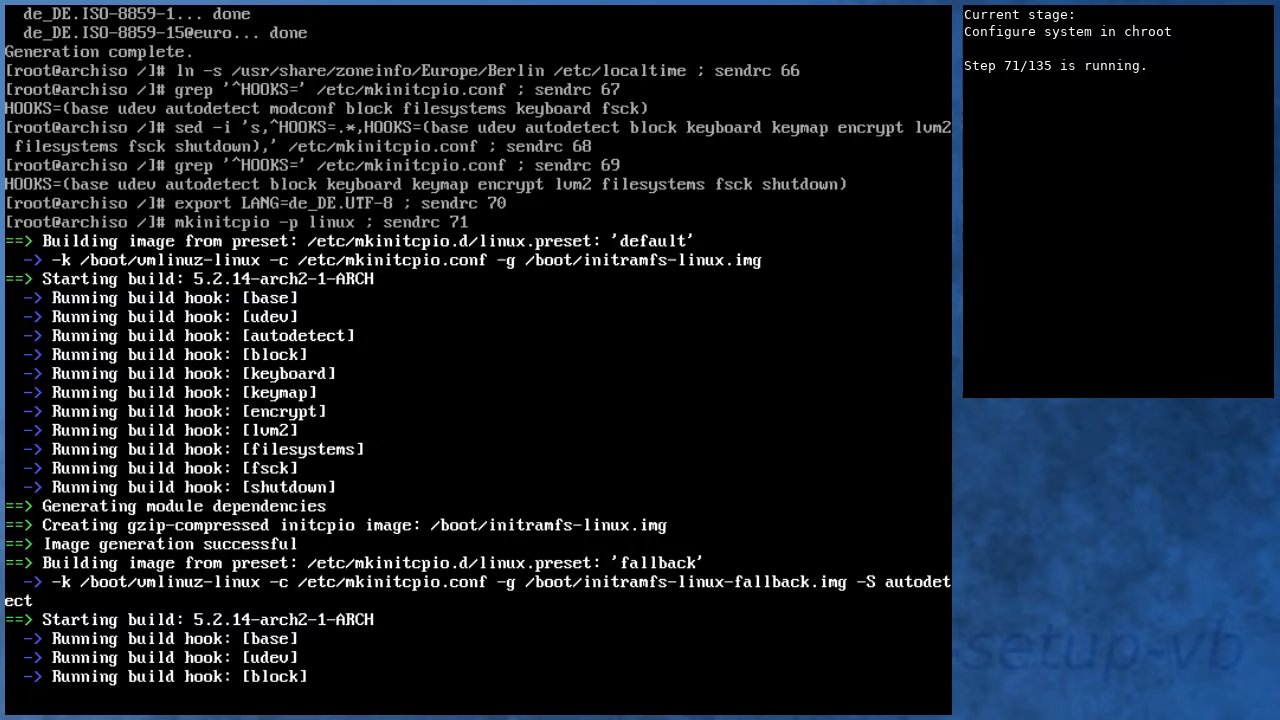 de_DE.ISO-8859-1... done
de_DE.ISO-8859-15@euro... done
Generation complete.
[root@archiso /]# ln -s /usr/share/zoneinfo/Europe/Berlin /etc/localtime ; sendrc 66
[root@archiso /]# grep '^HOOKS=' /etc/mkinitcpio.conf ; sendrc 67
HOOKS=(base udev autodetect modconf block filesystems keyboard fsck)
[root@archiso /]# sed -i 's,^HOOKS=.*,HOOKS=(base udev autodetect block keyboard keymap encrypt lvm2
 filesystems fsck shutdown),' /etc/mkinitcpio.conf ; sendrc 68
[root@archiso /]# grep '^HOOKS=' /etc/mkinitcpio.conf ; sendrc 69
HOOKS=(base udev autodetect block keyboard keymap encrypt lvm2 filesystems fsck shutdown)
[root@archiso /]# export LANG=de_DE.UTF-8 ; sendrc 70
[root@archiso /]# mkinitcpio -p linux ; sendrc 71
==> Building image from preset: /etc/mkinitcpio.d/linux.preset: 'default'
  -> -k /boot/vmlinuz-linux -c /etc/mkinitcpio.conf -g /boot/initramfs-linux.img
==> Starting build: 5.2.14-arch2-1-ARCH
  -> Running build hook: [base]
  -> Running build hook: [udev]
  -> Running build hook: [autodetect]
  -> Running build hook: [block]
  -> Running build hook: [keyboard]
  -> Running build hook: [keymap]
  -> Running build hook: [encrypt]
  -> Running build hook: [lvm2]
  -> Running build hook: [filesystems]
  -> Running build hook: [fsck]
  -> Running build hook: [shutdown]
==> Generating module dependencies
==> Creating gzip-compressed initcpio image: /boot/initramfs-linux.img
==> Image generation successful
==> Building image from preset: /etc/mkinitcpio.d/linux.preset: 'fallback'
  -> -k /boot/vmlinuz-linux -c /etc/mkinitcpio.conf -g /boot/initramfs-linux-fallback.img -S autodet
ect
==> Starting build: 5.2.14-arch2-1-ARCH
  -> Running build hook: [base]
  -> Running build hook: [udev]
  -> Running build hook: [block]
Current stage:
Configure system in chroot
Step 71/135 is running.
setup-vb